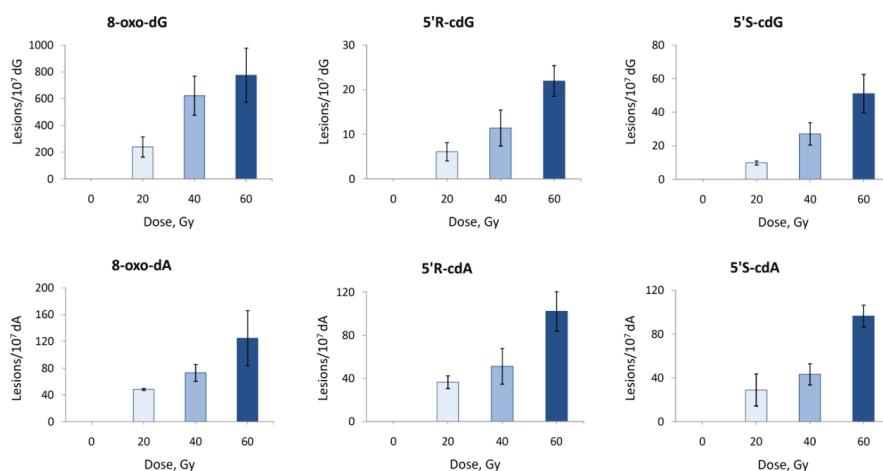 8-oxo-dG
Lesions/10⁷ dG
1000
800
600
400
200
0
0 20 40 60
Dose, Gy
5'R-cdG
Lesions/10⁷ dG
30
20
10
0
0 20 40 60
Dose, Gy
5'S-cdG
Lesions/10⁷ dG
80
60
40
20
0
0 20 40 60
Dose, Gy
8-oxo-dA
Lesions/10⁷ dA
200
160
120
80
40
0
0 20 40 60
Dose, Gy
5'R-cdA
Lesions/10⁷ dA
120
80
40
0
0 20 40 60
Dose, Gy
5'S-cdA
Lesions/10⁷ dA
120
80
40
0
0 20 40 60
Dose, Gy